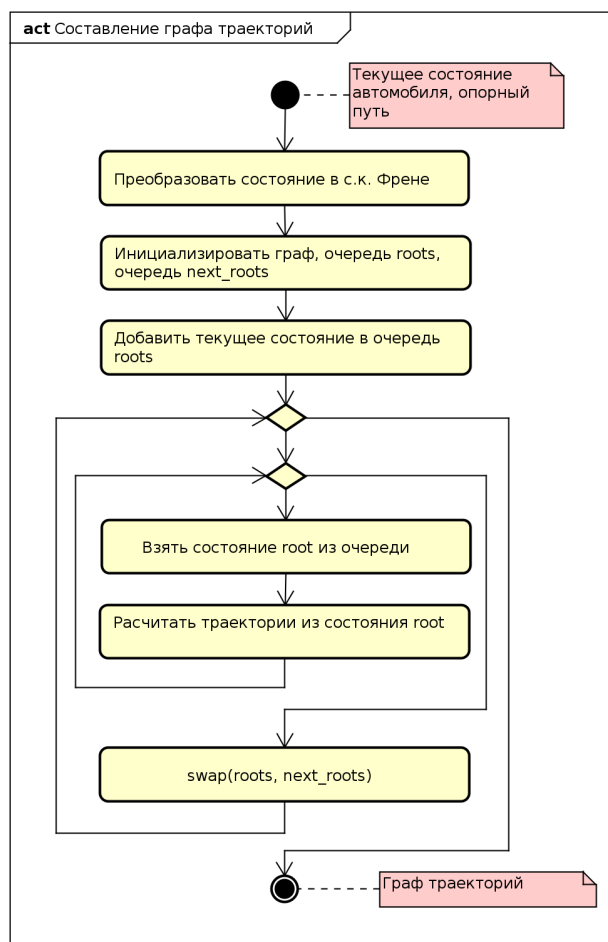 act Составление графа траекторий
Текущее состояние
автомобиля, опорный
путь
Преобразовать состояние в с.к. Френе
Инициализировать граф, очередь roots,
очередь next_roots
Добавить текущее состояние в очередь
roots
Взять состояние root из очереди
Расчитать траектории из состояния root
swap(roots, next_roots)
Граф траекторий